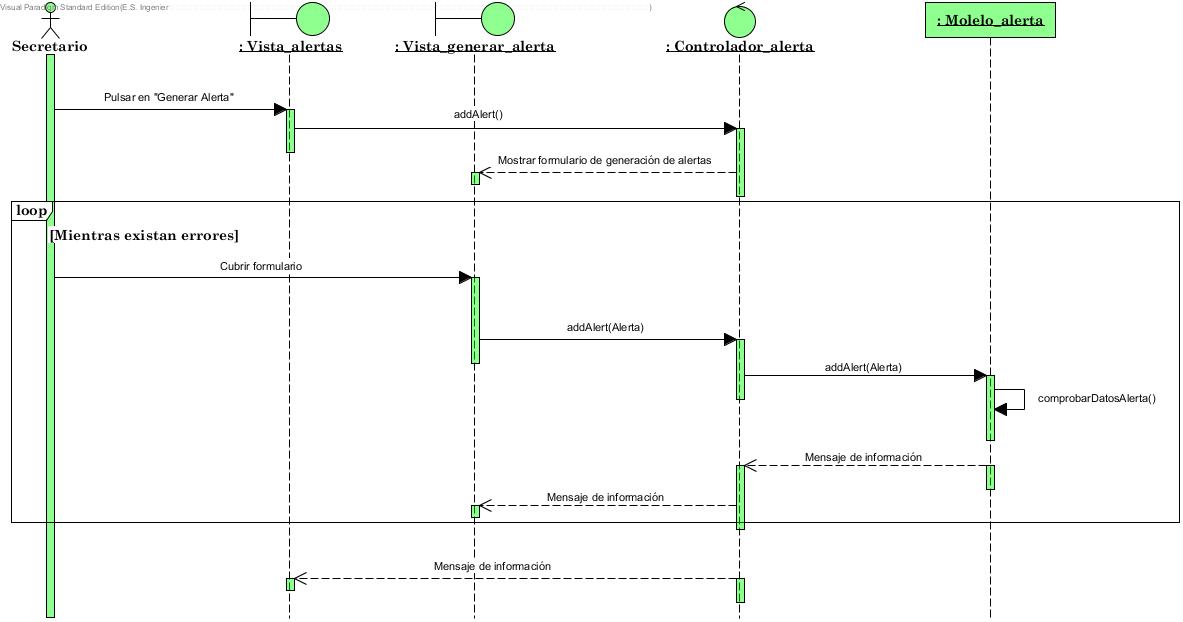 Visual Paradigm Standard Edition(E.S. Ingenier
)
Secretario
: Vista_alertas
: Vista_generar_alerta
: Controlador_alerta
: Molelo_alerta
Pulsar en "Generar Alerta"
addAlert()
Mostrar formulario de generación de alertas
loop
[Mientras existan errores]
Cubrir formulario
addAlert(Alerta)
addAlert(Alerta)
comprobarDatosAlerta()
Mensaje de información
Mensaje de información
Mensaje de información